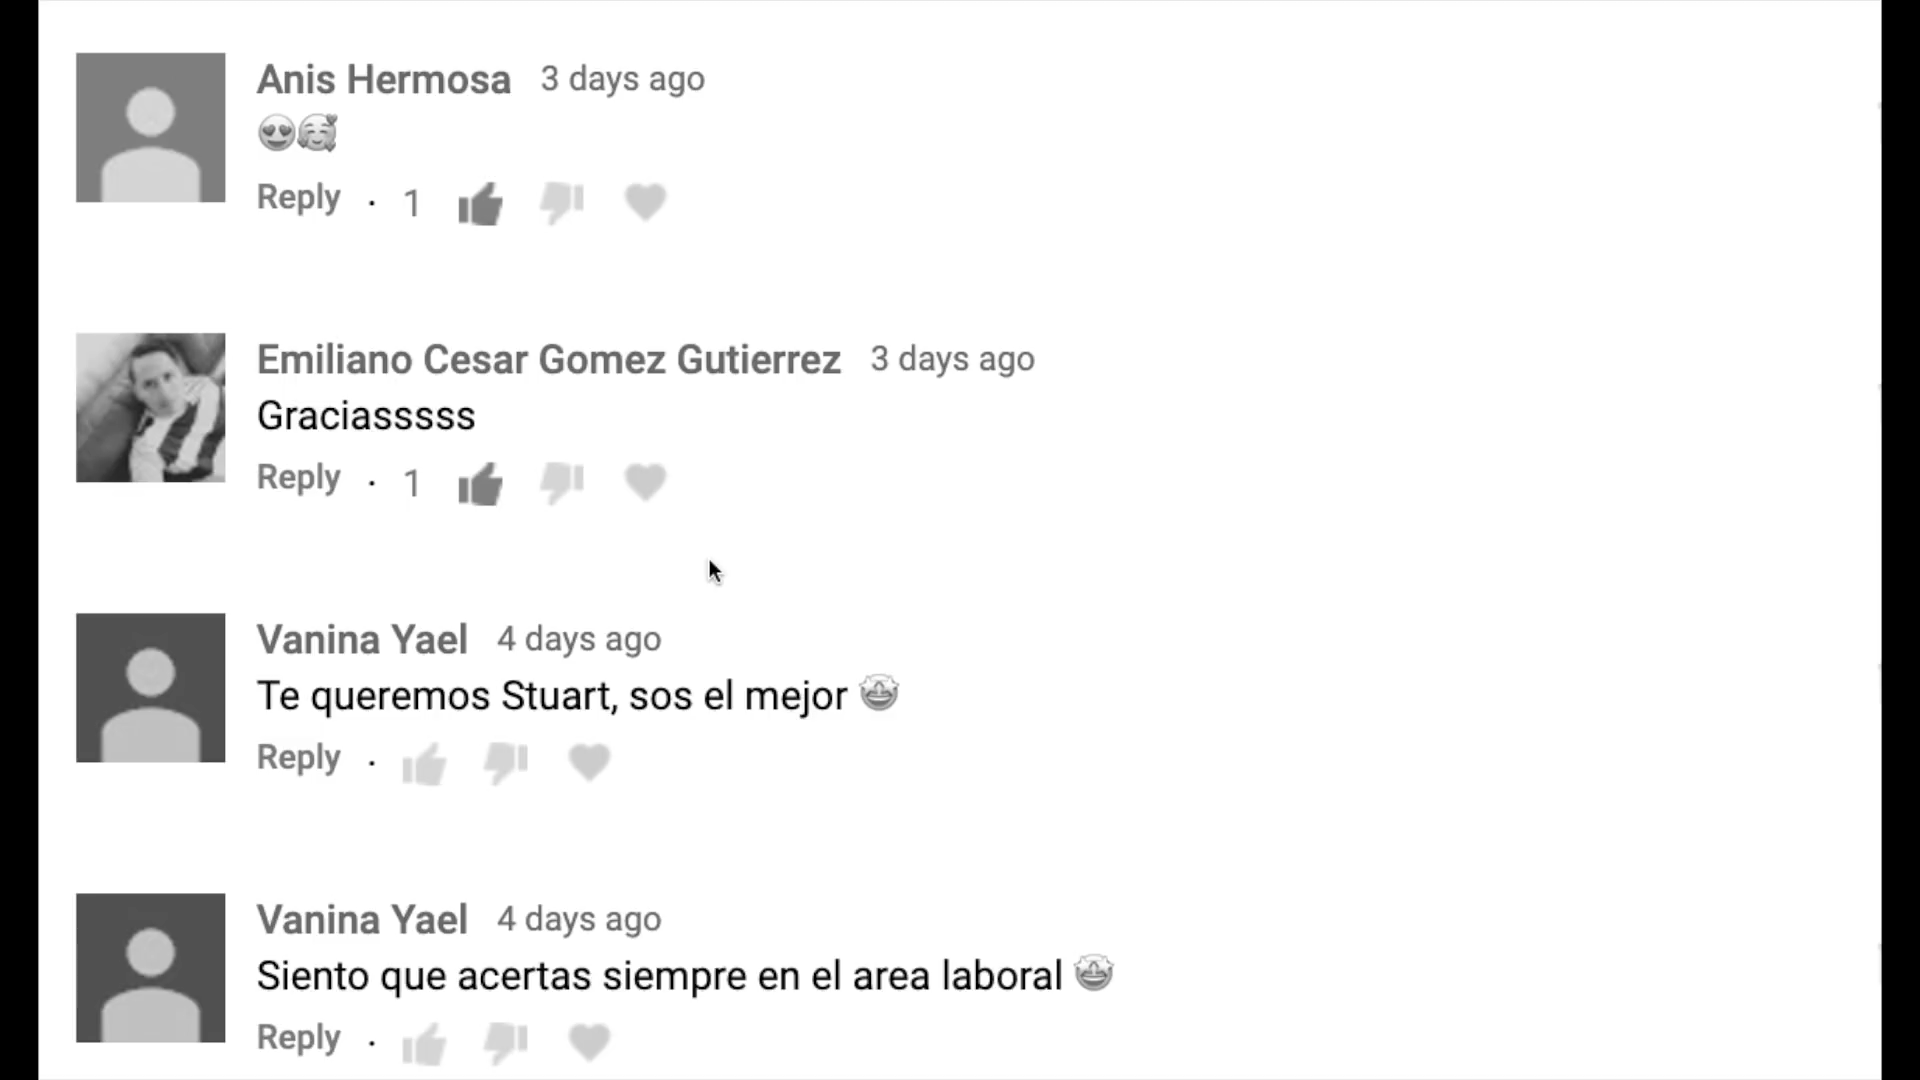 Anis Hermosa 3 days ago
😍🥰
Reply · 1
Emiliano Cesar Gomez Gutierrez 3 days ago
Graciasssss
Reply · 1
Vanina Yael 4 days ago
Te queremos Stuart, sos el mejor 🤩
Reply ·
Vanina Yael 4 days ago
Siento que acertas siempre en el area laboral 🤩
Reply ·